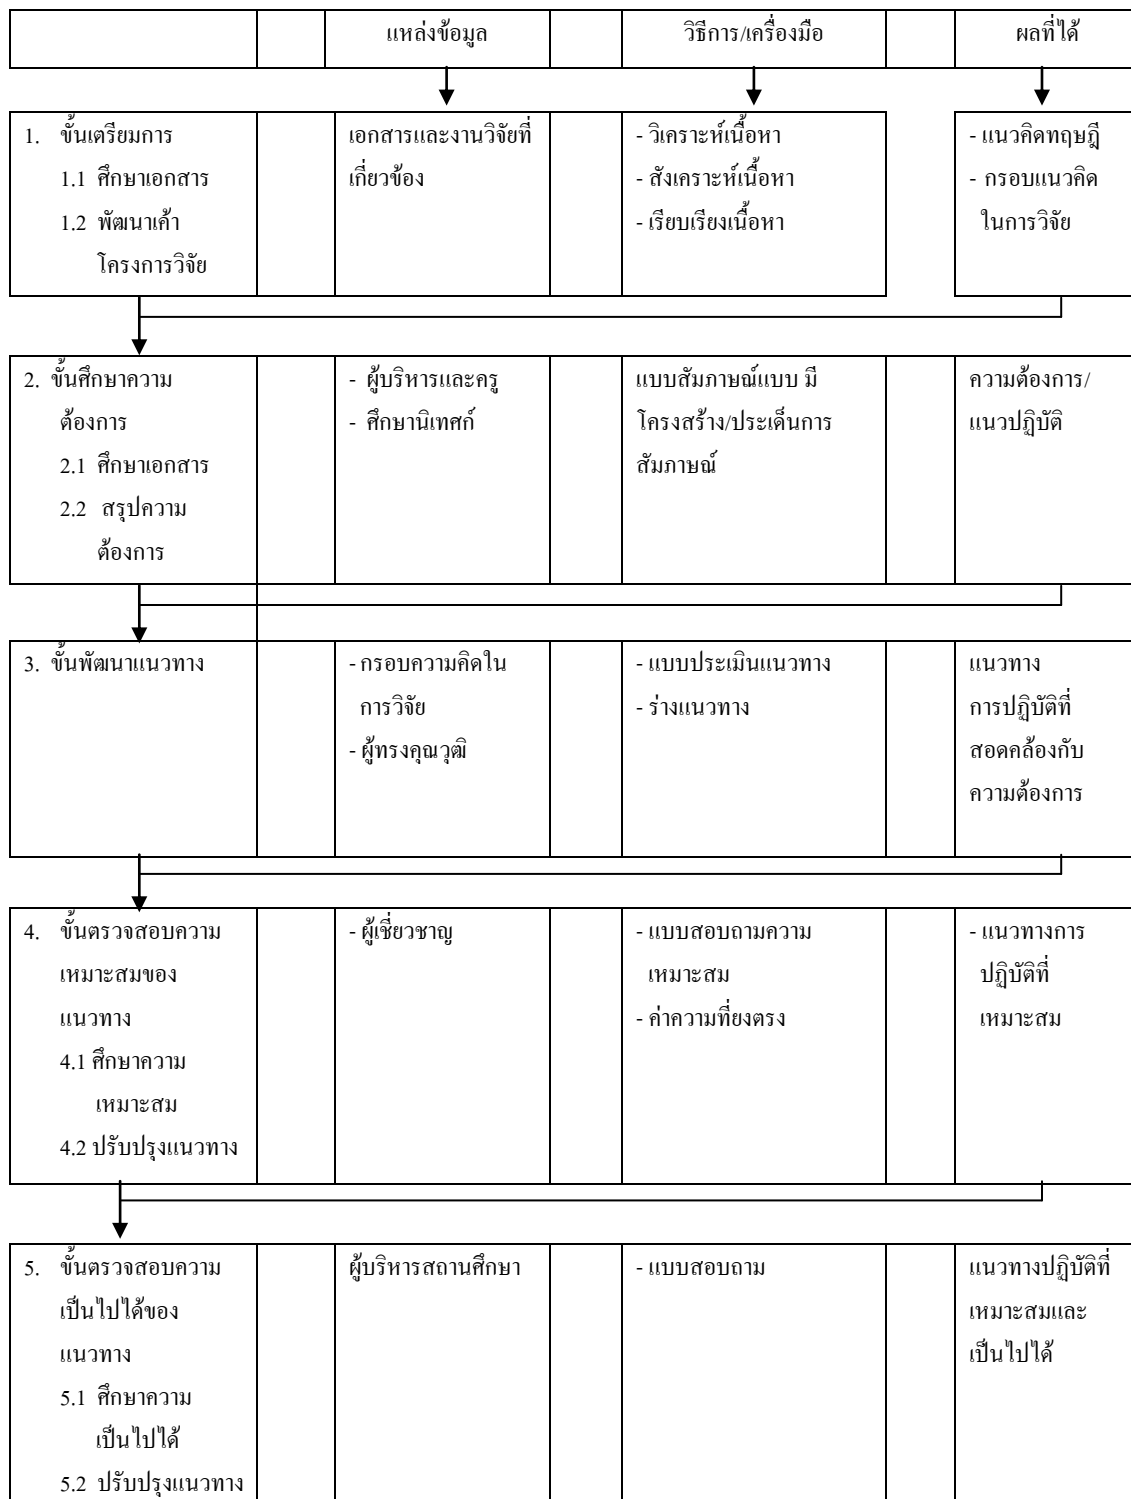 แหล่งข้อมูล
วิธีการ/เครื่องมือ
ผลที่ได้
1. ขั้นเตรียมการ
1.1 ศึกษาเอกสาร
1.2 พัฒนาเค้า
โครงการวิจัย
เอกสารและงานวิจัยที่
เกี่ยวข้อง
- วิเคราะห์เนื้อหา
- สังเคราะห์เนื้อหา
- เรียบเรียงเนื้อหา
- แนวคิดทฤษฎี
- กรอบแนวคิด
ในการวิจัย
2. ขั้นศึกษาความ
ต้องการ
2.1 ศึกษาเอกสาร
2.2 สรุปความ
ต้องการ
- ผู้บริหารและครู
- ศึกษานิเทศก์
แบบสัมภาษณ์แบบ มี
โครงสร้าง/ประเด็นการ
สัมภาษณ์
ความต้องการ/
แนวปฏิบัติ
3. ขั้นพัฒนาแนวทาง
- กรอบความคิดใน
การวิจัย
- ผู้ทรงคุณวุฒิ
- แบบประเมินแนวทาง
- ร่างแนวทาง
แนวทาง
การปฏิบัติที่
สอดคล้องกับ
ความต้องการ
4. ขั้นตรวจสอบความ
เหมาะสมของ
แนวทาง
4.1 ศึกษาความ
เหมาะสม
4.2 ปรับปรุงแนวทาง
- ผู้เชี่ยวชาญ
- แบบสอบถามความ
เหมาะสม
- ค่าความที่ยงตรง
- แนวทางการ
ปฏิบัติที่
เหมาะสม
5. ขั้นตรวจสอบความ
เป็นไปได้ของ
แนวทาง
5.1 ศึกษาความ
เป็นไปได้
5.2 ปรับปรุงแนวทาง
ผู้บริหารสถานศึกษา
- แบบสอบถาม
แนวทางปฏิบัติที่
เหมาะสมและ
เป็นไปได้